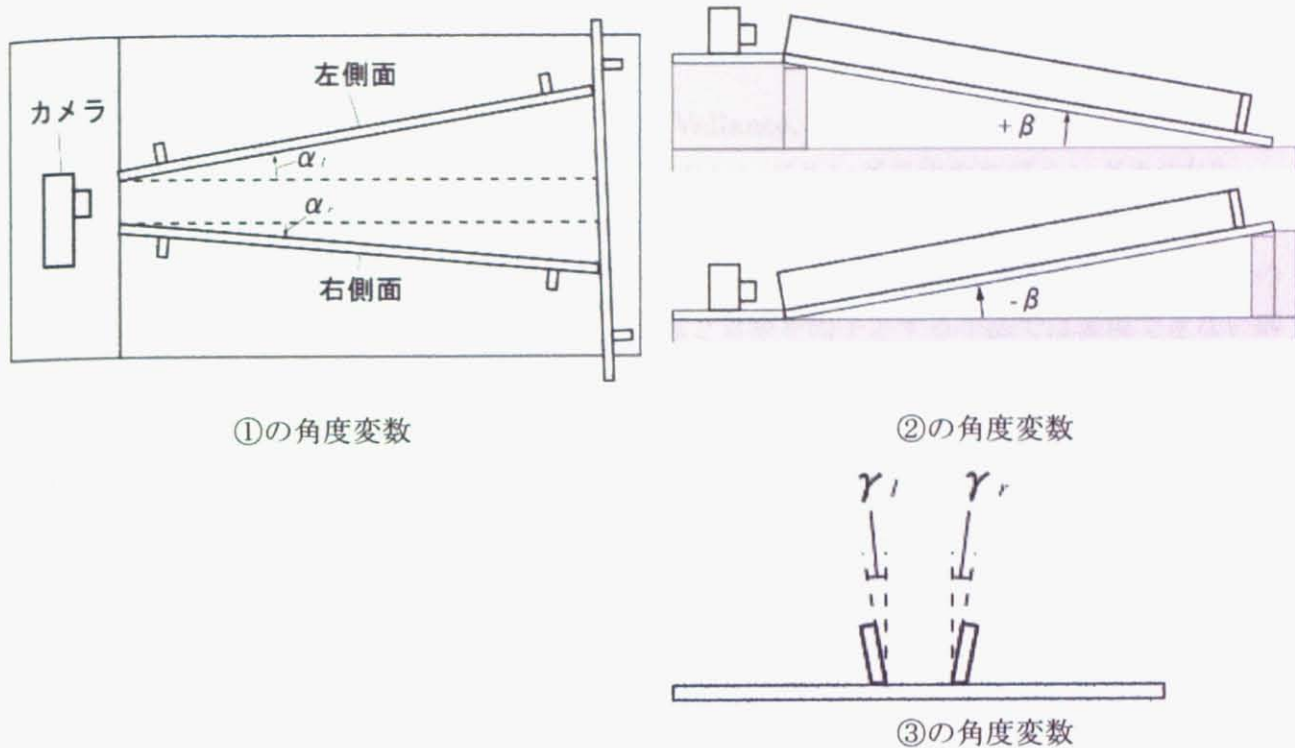 カメラ
左側面
α l
α r
右側面
①の角度変数
+β
-β
②の角度変数
γ l
γ r
③の角度変数